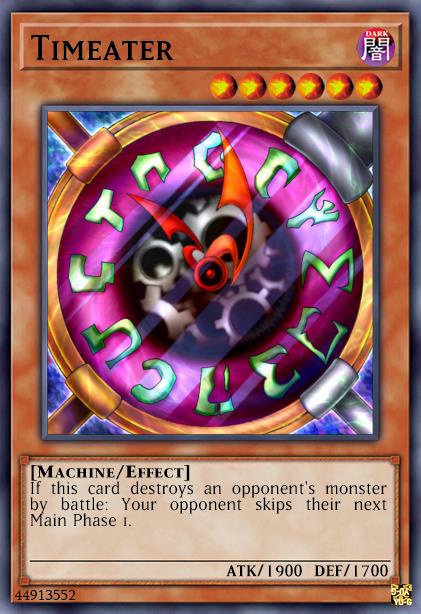 TIMEATER
DARK
闇
[MACHINE/EFFECT]
If this card destroys an opponent's monster
by battle: Your opponent skips their next
Main Phase 1.
ATK/1900 DEF/1700
44913552